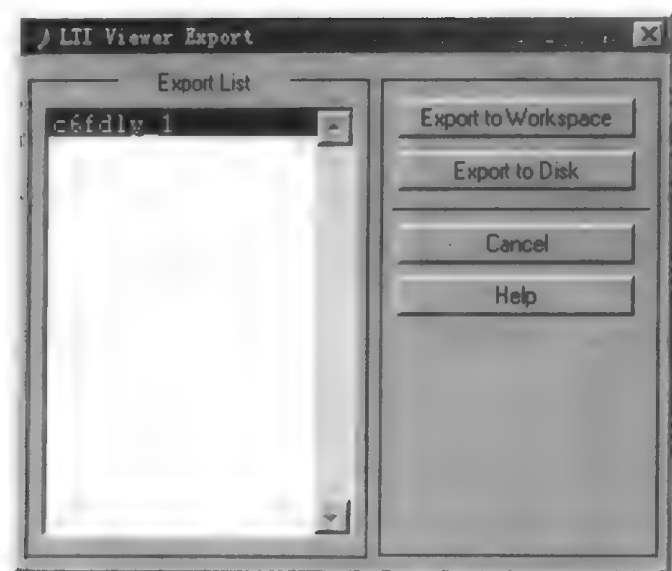 LTI Viewer Export
Export List
c6fdly_1
Export to Workspace
Export to Disk
Cancel
Help